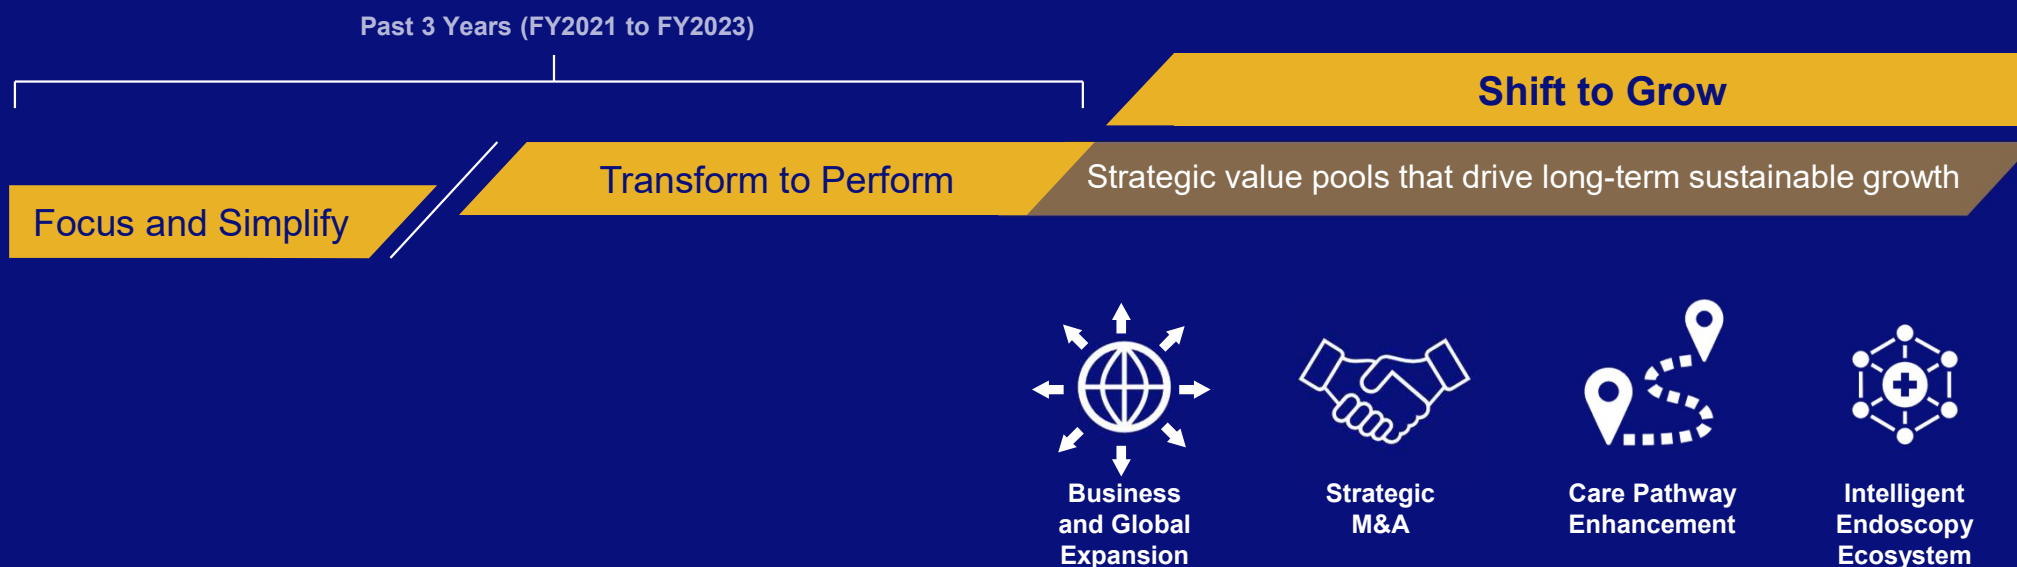 Past 3 Years (FY2021 to FY2023)
Shift to Grow
Transform to Perform
Strategic value pools that drive long-term sustainable growth
Focus and Simplify
Business
and Global
Expansion
Strategic
M&A
Care Pathway
Enhancement
Intelligent
Endoscopy
Ecosystem